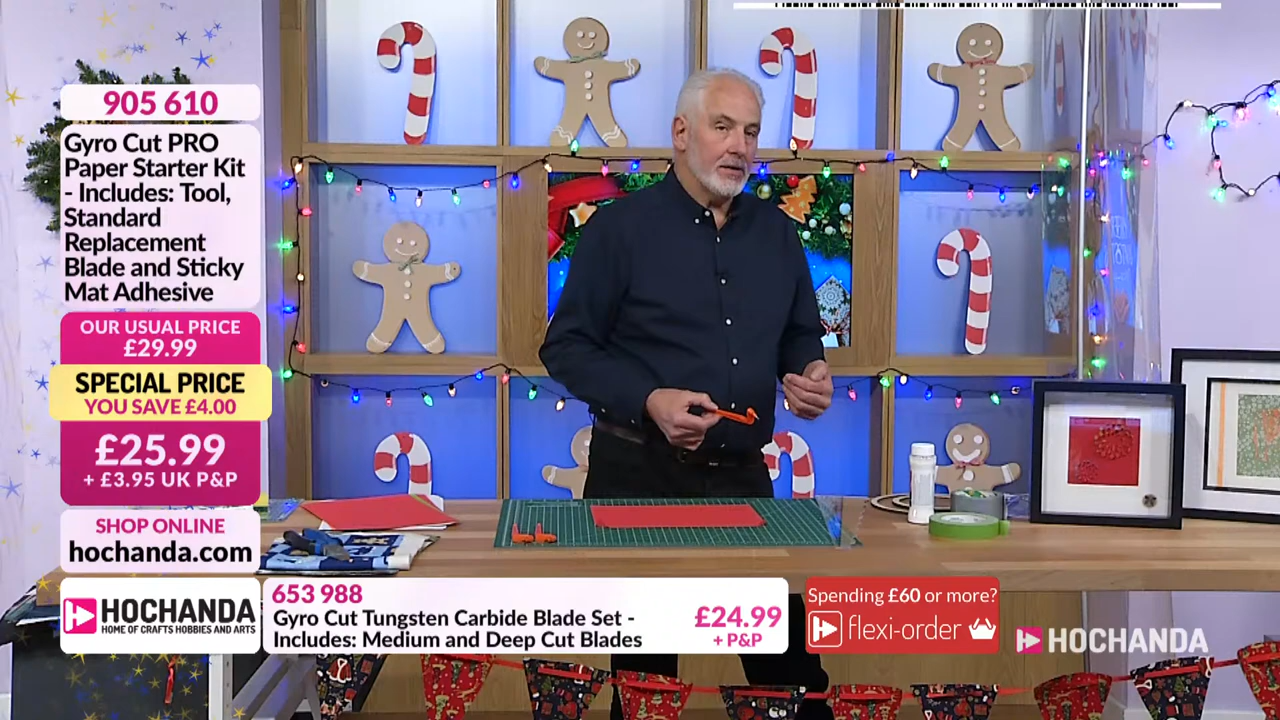 905 610
Gyro Cut PRO
Paper Starter Kit
- Includes: Tool,
Standard
Replacement
Blade and Sticky
Mat Adhesive
OUR USUAL PRICE
£29.99
SPECIAL PRICE
YOU SAVE £4.00
£25.99
+ £3.95 UK P&P
SHOP ONLINE
hochanda.com
HOCHANDA
HOME OF CRAFTS HOBBIES AND ARTS
653 988
Gyro Cut Tungsten Carbide Blade Set -
Includes: Medium and Deep Cut Blades
£24.99
+ P&P
Spending £60 or more?
flexi-order
HOCHANDA